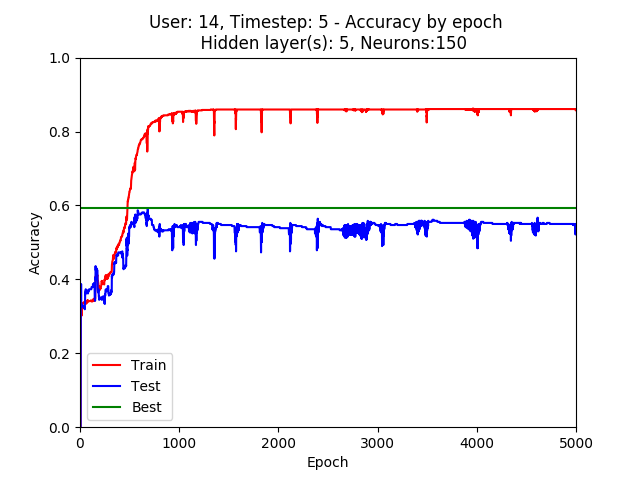 User: 14, Timestep: 5 - Accuracy by epoch
Hidden layer(s): 5, Neurons:150
1.0
0.8
0.6
0.4
0.2
0.0
Accuracy
Train
Test
Best
0 1000 2000 3000 4000 5000
Epoch